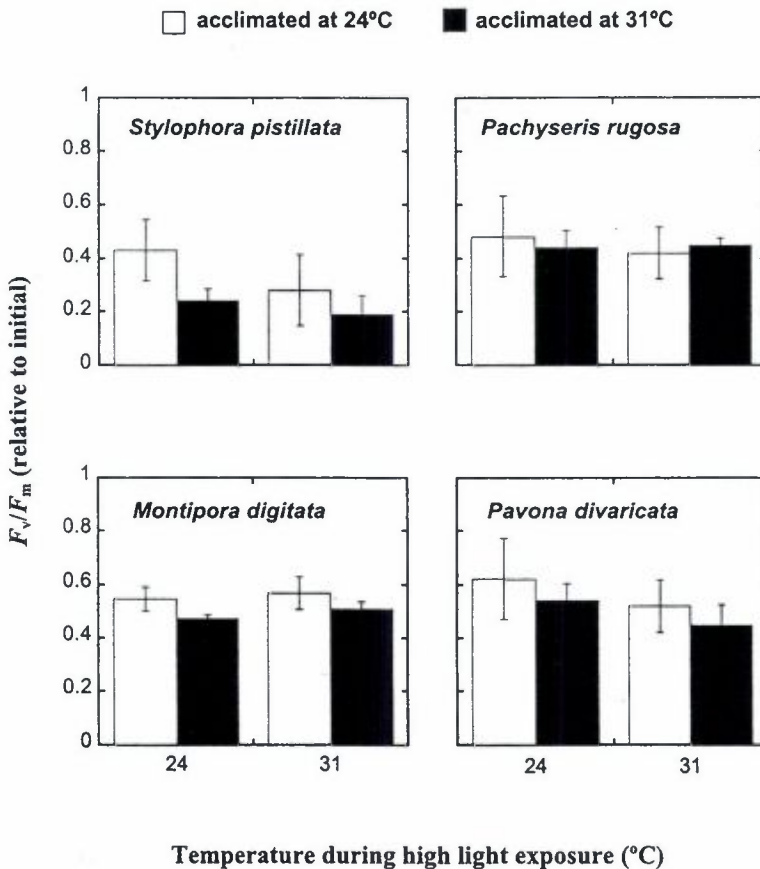 acclimated at 24ºC acclimated at 31ºC
1
Stylophora pistillata
Pachyseris rugosa
0.8
0.6
0.4
0.2
0
Fv/Fm (relative to initial)
1
Montipora digitata
Pavona divaricata
0.8
0.6
0.4
0.2
0
24 31 24 31
Temperature during high light exposure (ºC)